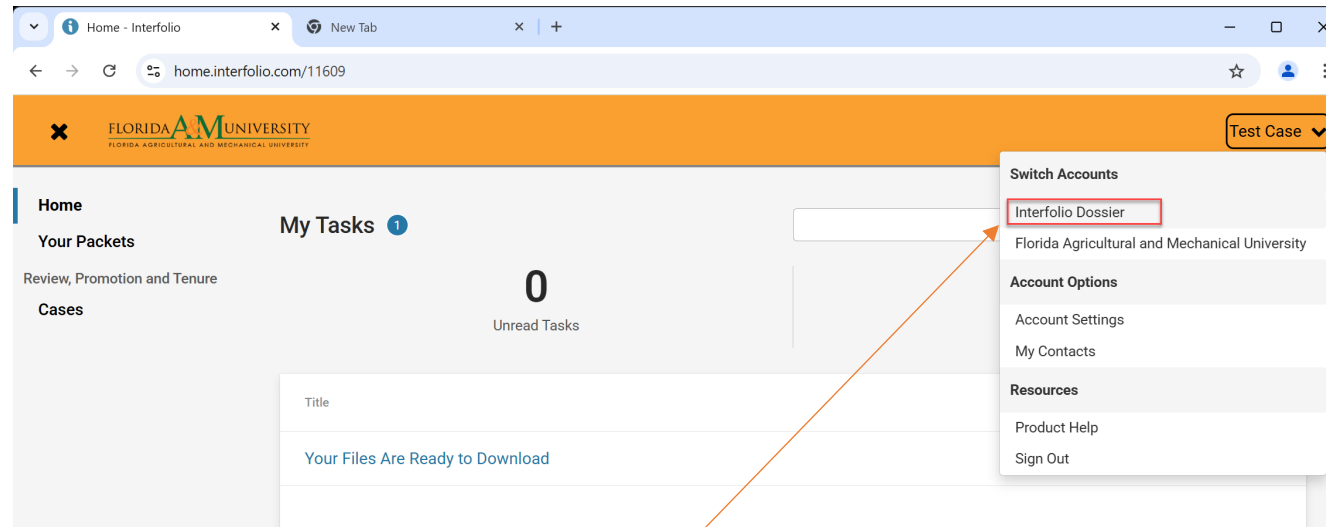 Home - Interfolio
New Tab
home.interfolio.com/11609
FLORIDA A&M UNIVERSITY
FLORIDA AGRICULTURAL AND MECHANICAL UNIVERSITY
Test Case
Switch Accounts
Home
Interfolio Dossier
My Tasks 1
Your Packets
Florida Agricultural and Mechanical University
Review, Promotion and Tenure
Account Options
0
Cases
Account Settings
Unread Tasks
My Contacts
Resources
Title
Product Help
Your Files Are Ready to Download
Sign Out